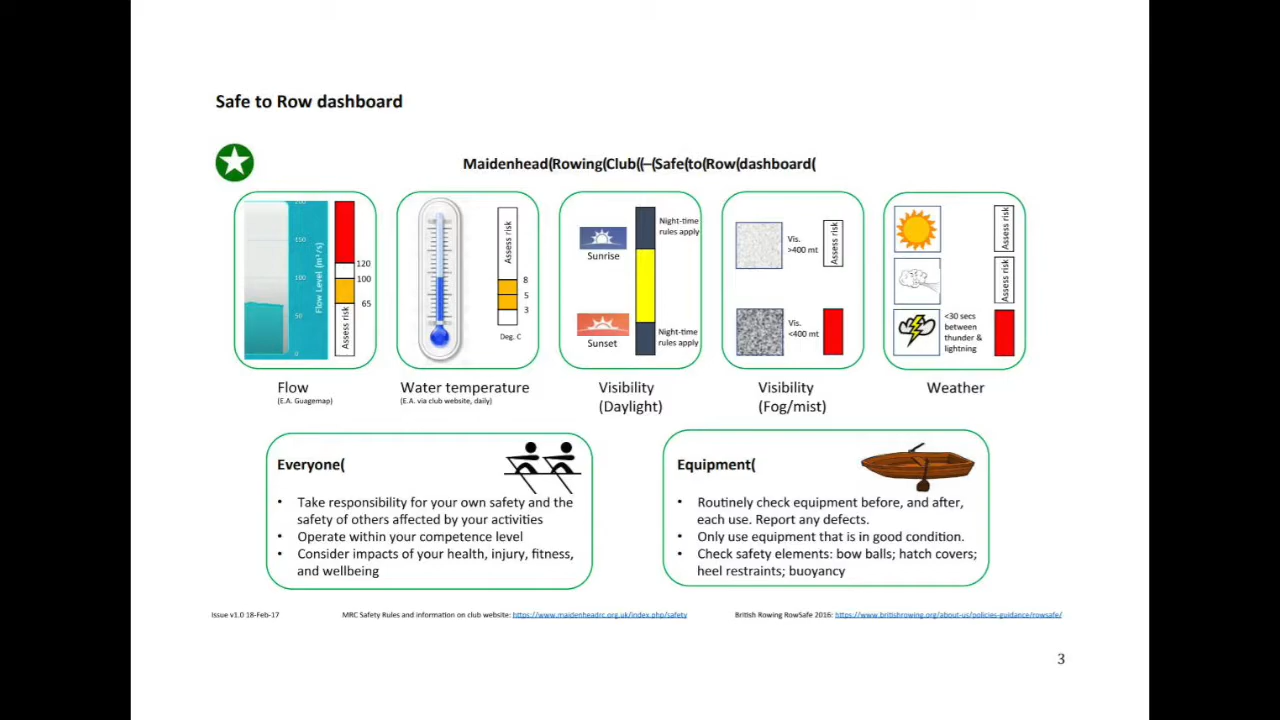 Safe to Row dashboard
Maidenhead(Rowing(Club((–(Safe(to(Row(dashboard(
200
150
100
50
0
Flow Level (m³/s)
120
100
65
Assess risk
Assess risk
8
5
3
Deg. C
Sunrise
Sunset
Night-time
rules apply
Night-time
rules apply
Vis.
>400 mt
Assess risk
Vis.
<400 mt
Assess risk
Assess risk
<30 secs
between
thunder &
lightning
Flow
(E.A. Guagemap)
Water temperature
(E.A. via club website, daily)
Visibility
(Daylight)
Visibility
(Fog/mist)
Weather
Everyone(
• Take responsibility for your own safety and the
safety of others affected by your activities
• Operate within your competence level
• Consider impacts of your health, injury, fitness,
and wellbeing
Equipment(
• Routinely check equipment before, and after,
each use. Report any defects.
• Only use equipment that is in good condition.
• Check safety elements: bow balls; hatch covers;
heel restraints; buoyancy
Issue v1.0 18-Feb-17
MRC Safety Rules and information on club website: https://www.maidenheadrc.org.uk/index.php/safety
British Rowing RowSafe 2016: https://www.britishrowing.org/about-us/policies-guidance/rowsafe/
3